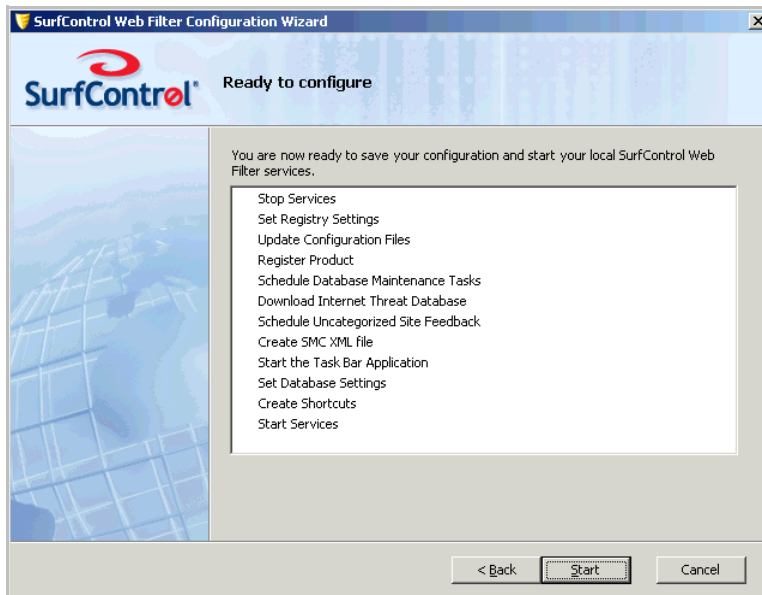 SurfControl Web Filter Configuration Wizard
SurfControl
Ready to configure
You are now ready to save your configuration and start your local SurfControl Web
Filter services.
Stop Services
Set Registry Settings
Update Configuration Files
Register Product
Schedule Database Maintenance Tasks
Download Internet Threat Database
Schedule Uncategorized Site Feedback
Create SMC XML file
Start the Task Bar Application
Set Database Settings
Create Shortcuts
Start Services
< Back Start Cancel